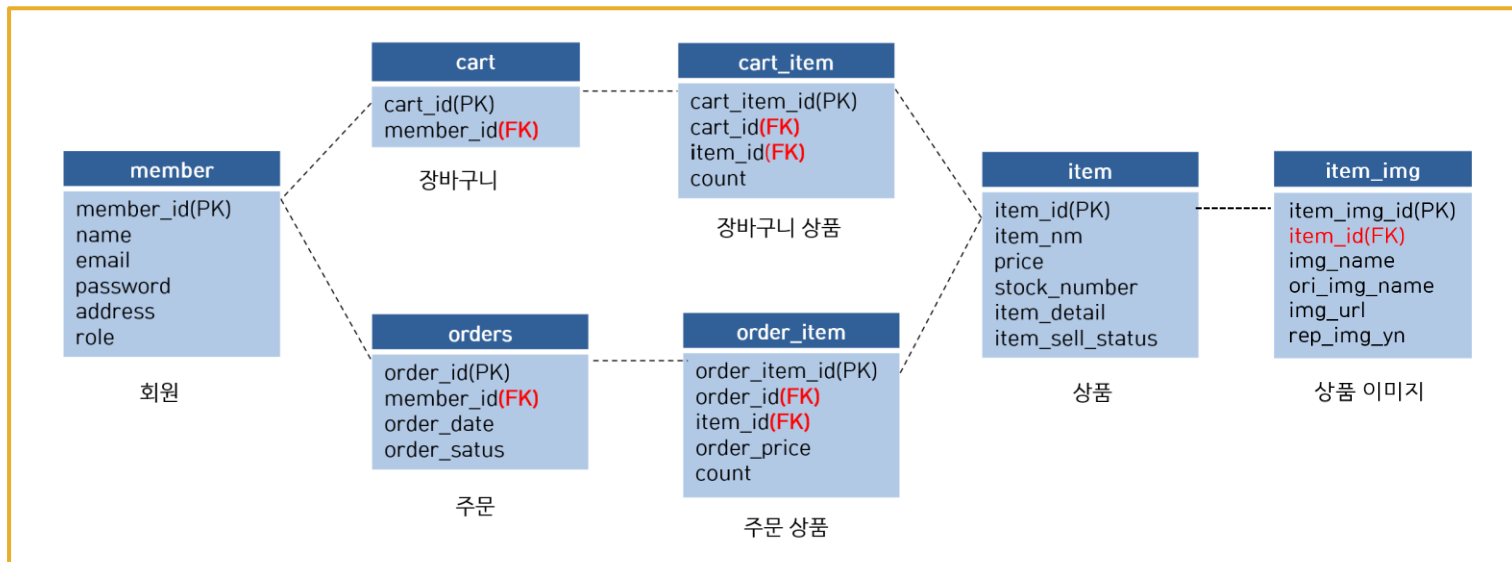 cart
cart_id(PK)
member_id(FK)
장바구니
cart_item
cart_item_id(PK)
cart_id(FK)
item_id(FK)
count
장바구니 상품
member
member_id(PK)
name
email
password
address
role
회원
item
item_id(PK)
item_nm
price
stock_number
item_detail
item_sell_status
상품
item_img
item_img_id(PK)
item_id(FK)
img_name
ori_img_name
img_url
rep_img_yn
상품 이미지
orders
order_id(PK)
member_id(FK)
order_date
order_satus
주문
order_item
order_item_id(PK)
order_id(FK)
item_id(FK)
order_price
count
주문 상품